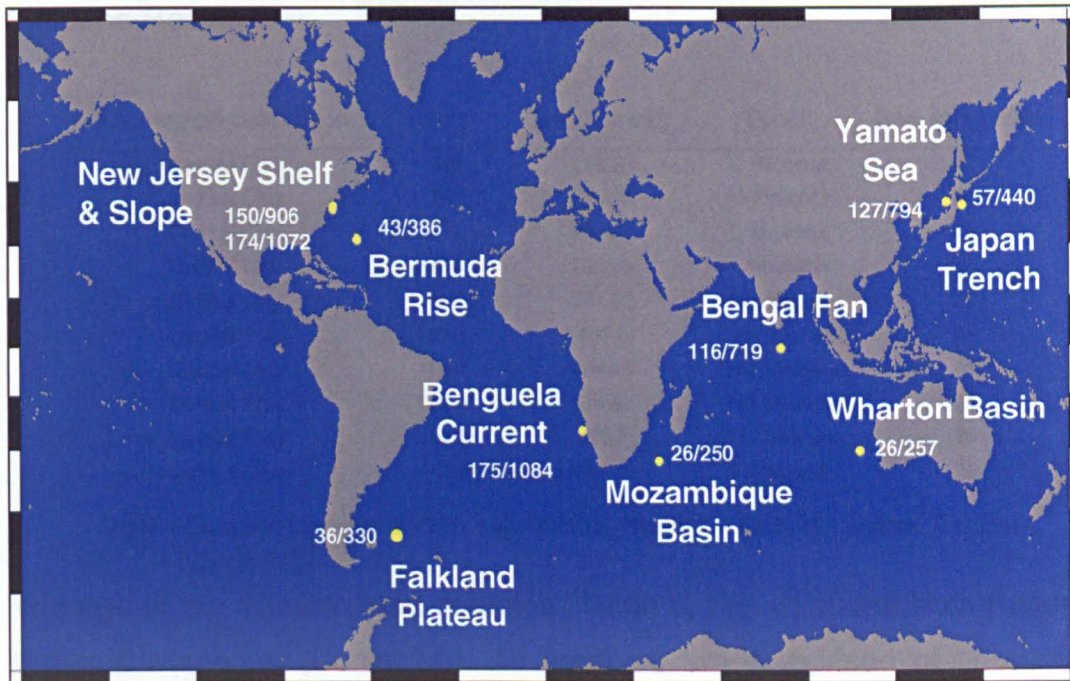 New Jersey Shelf
& Slope
150/906
174/1072
43/386
Bermuda
Rise
Yamato
Sea
127/794
57/440
Japan
Trench
Bengal Fan
116/719
Benguela
Current
175/1084
26/250
Mozambique
Basin
Wharton Basin
26/257
36/330
Falkland
Plateau